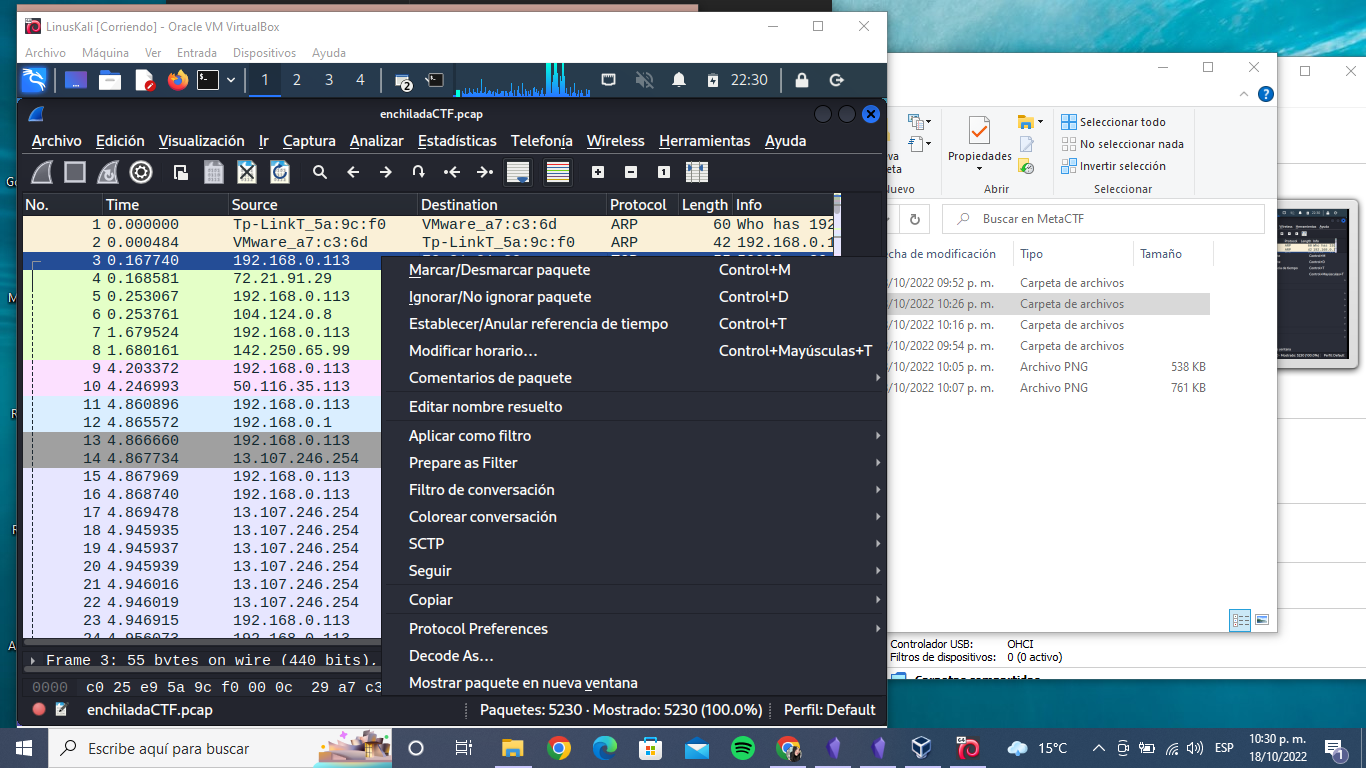 LinusKali [Corriendo] - Oracle VM VirtualBox
Archivo Máquina Ver Entrada Dispositivos Ayuda
1 2 3 4 2 22:30
enchiladaCTF.pcap
Archivo Edición Visualización Ir Captura Analizar Estadísticas Telefonía Wireless Herramientas Ayuda
No. Time Source Destination Protocol Length Info
1 0.000000 Tp-LinkT_5a:9c:f0 VMware_a7:c3:6d ARP 60 Who has 192
2 0.000484 VMware_a7:c3:6d Tp-LinkT_5a:9c:f0 ARP 42 192.168.0.1
3 0.167740 192.168.0.113
4 0.168581 72.21.91.29
5 0.253067 192.168.0.113
6 0.253761 104.124.0.8
7 1.679524 192.168.0.113
8 1.680161 142.250.65.99
9 4.203372 192.168.0.113
10 4.246993 50.116.35.113
11 4.860896 192.168.0.113
12 4.865572 192.168.0.1
13 4.866660 192.168.0.113
14 4.867734 13.107.246.254
15 4.867969 192.168.0.113
16 4.868740 192.168.0.113
17 4.869478 13.107.246.254
18 4.945935 13.107.246.254
19 4.945937 13.107.246.254
20 4.945939 13.107.246.254
21 4.946016 13.107.246.254
22 4.946019 13.107.246.254
23 4.946915 192.168.0.113
24 4.956073 192.168.0.113
Marcar/Desmarcar paquete Control+M
Ignorar/No ignorar paquete Control+D
Establecer/Anular referencia de tiempo Control+T
Modificar horario... Control+Mayúsculas+T
Comentarios de paquete
Editar nombre resuelto
Aplicar como filtro
Prepare as Filter
Filtro de conversación
Colorear conversación
SCTP
Seguir
Copiar
Protocol Preferences
Decode As...
Mostrar paquete en nueva ventana
Frame 3: 55 bytes on wire (440 bits),
0000 c0 25 e9 5a 9c f0 00 0c 29 a7 c3
enchiladaCTF.pcap Paquetes: 5230 · Mostrado: 5230 (100.0%) Perfil: Default
Propiedades
Abrir
Seleccionar todo
No seleccionar nada
Invertir selección
Seleccionar
Buscar en MetaCTF
de modificación Tipo Tamaño
/10/2022 09:52 p. m. Carpeta de archivos
/10/2022 10:26 p. m. Carpeta de archivos
/10/2022 10:16 p. m. Carpeta de archivos
/10/2022 09:54 p. m. Carpeta de archivos
/10/2022 10:05 p. m. Archivo PNG 538 KB
/10/2022 10:07 p. m. Archivo PNG 761 KB
Controlador USB: OHCI
Filtros de dispositivos: 0 (0 activo)
Carpetas compartidas
Escribe aquí para buscar
15°C
ESP
10:30 p. m.
18/10/2022
1